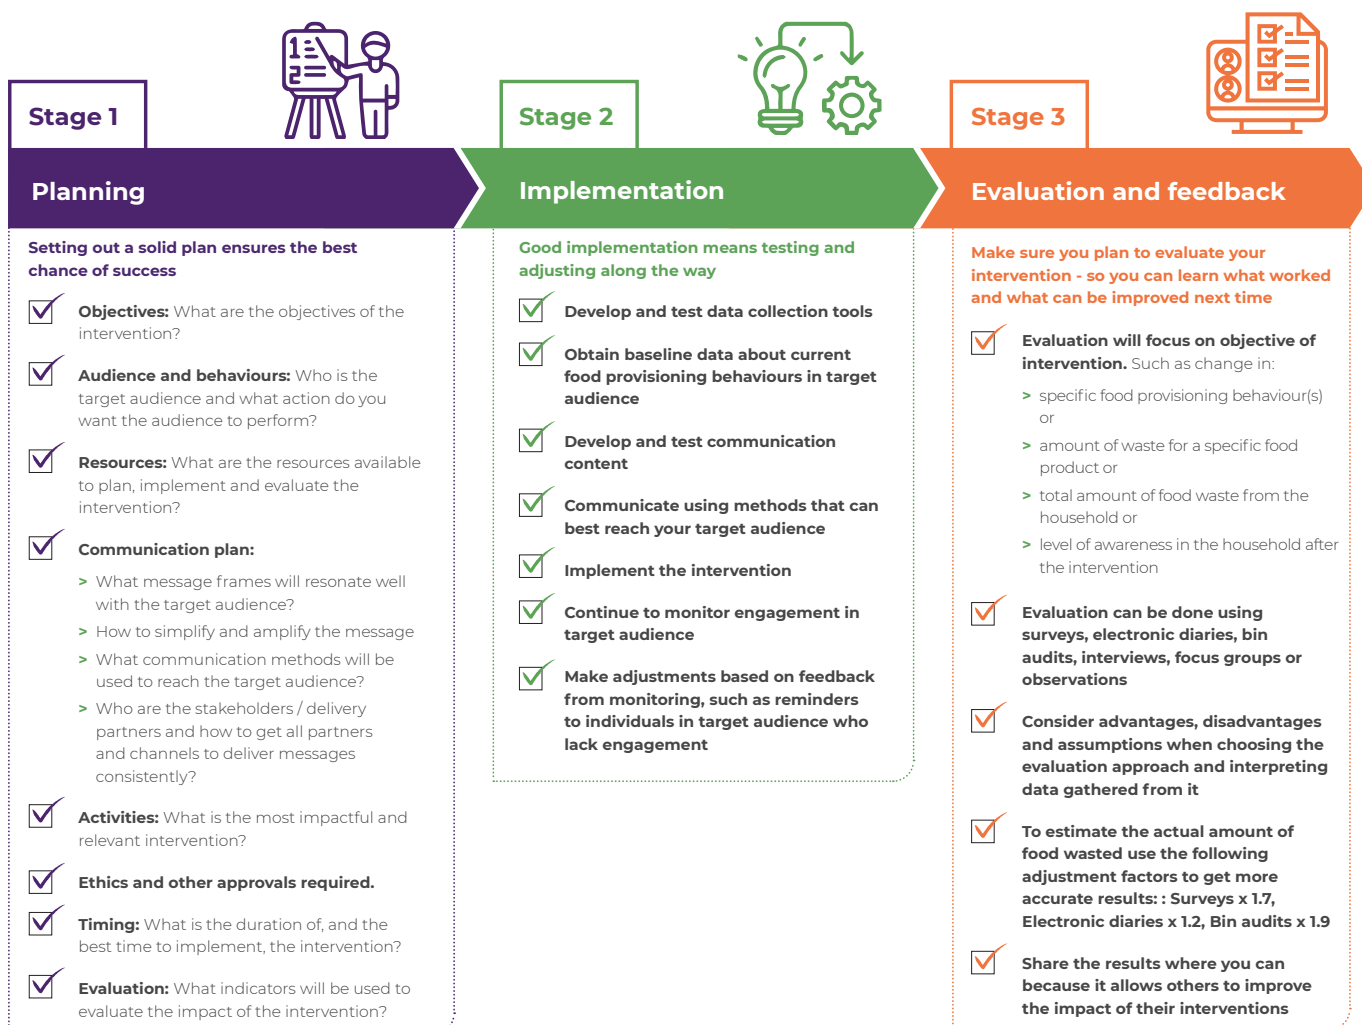 Stage 1
1
2
Planning
Setting out a solid plan ensures the best
chance of success
Objectives: What are the objectives of the
intervention?
Audience and behaviours: Who is the
target audience and what action do you
want the audience to perform?
Resources: What are the resources available
to plan, implement and evaluate the
intervention?
Communication plan:
> What message frames will resonate well
with the target audience?
> How to simplify and amplify the message
> What communication methods will be
used to reach the target audience?
> Who are the stakeholders / delivery
partners and how to get all partners
and channels to deliver messages
consistently?
Activities: What is the most impactful and
relevant intervention?
Ethics and other approvals required.
Timing: What is the duration of, and the
best time to implement, the intervention?
Evaluation: What indicators will be used to
evaluate the impact of the intervention?
Stage 2
Implementation
Good implementation means testing and
adjusting along the way
Develop and test data collection tools
Obtain baseline data about current
food provisioning behaviours in target
audience
Develop and test communication
content
Communicate using methods that can
best reach your target audience
Implement the intervention
Continue to monitor engagement in
target audience
Make adjustments based on feedback
from monitoring, such as reminders
to individuals in target audience who
lack engagement
Stage 3
Evaluation and feedback
Make sure you plan to evaluate your
intervention - so you can learn what worked
and what can be improved next time
Evaluation will focus on objective of
intervention. Such as change in:
> specific food provisioning behaviour(s)
or
> amount of waste for a specific food
product or
> total amount of food waste from the
household or
> level of awareness in the household after
the intervention
Evaluation can be done using
surveys, electronic diaries, bin
audits, interviews, focus groups or
observations
Consider advantages, disadvantages
and assumptions when choosing the
evaluation approach and interpreting
data gathered from it
To estimate the actual amount of
food wasted use the following
adjustment factors to get more
accurate results: : Surveys x 1.7,
Electronic diaries x 1.2, Bin audits x 1.9
Share the results where you can
because it allows others to improve
the impact of their interventions